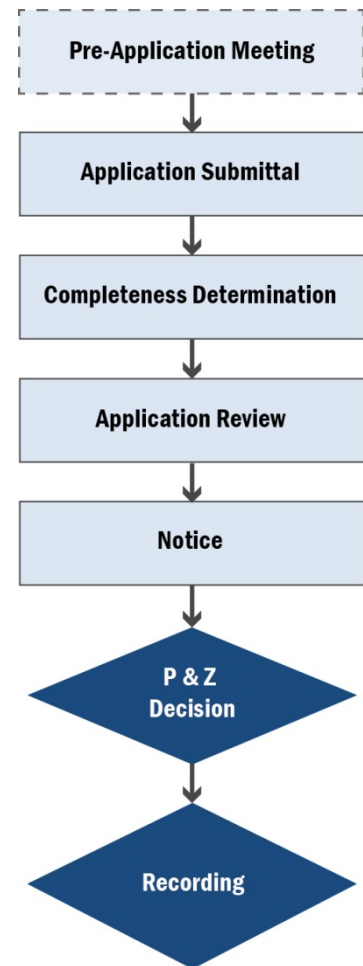 Pre-Application Meeting
Application Submittal
Completeness Determination
Application Review
Notice
P & Z
Decision
Recording